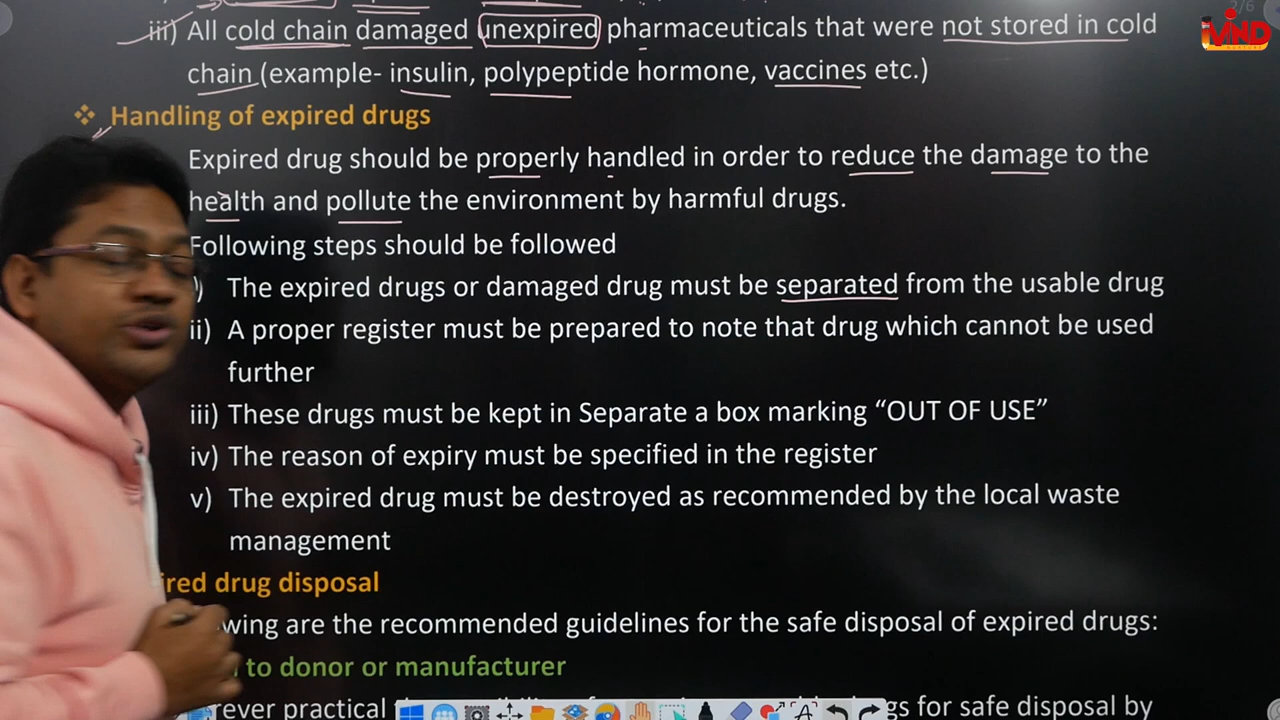 2/6
iVIND
iii) All cold chain damaged unexpired pharmaceuticals that were not stored in cold
chain (example- insulin, polypeptide hormone, vaccines etc.)
❖ Handling of expired drugs
Expired drug should be properly handled in order to reduce the damage to the
health and pollute the environment by harmful drugs.
Following steps should be followed
) The expired drugs or damaged drug must be separated from the usable drug
ii) A proper register must be prepared to note that drug which cannot be used
further
iii) These drugs must be kept in Separate a box marking “OUT OF USE”
iv) The reason of expiry must be specified in the register
v) The expired drug must be destroyed as recommended by the local waste
management
ired drug disposal
wing are the recommended guidelines for the safe disposal of expired drugs:
to donor or manufacturer
rever practical gs for safe disposal by